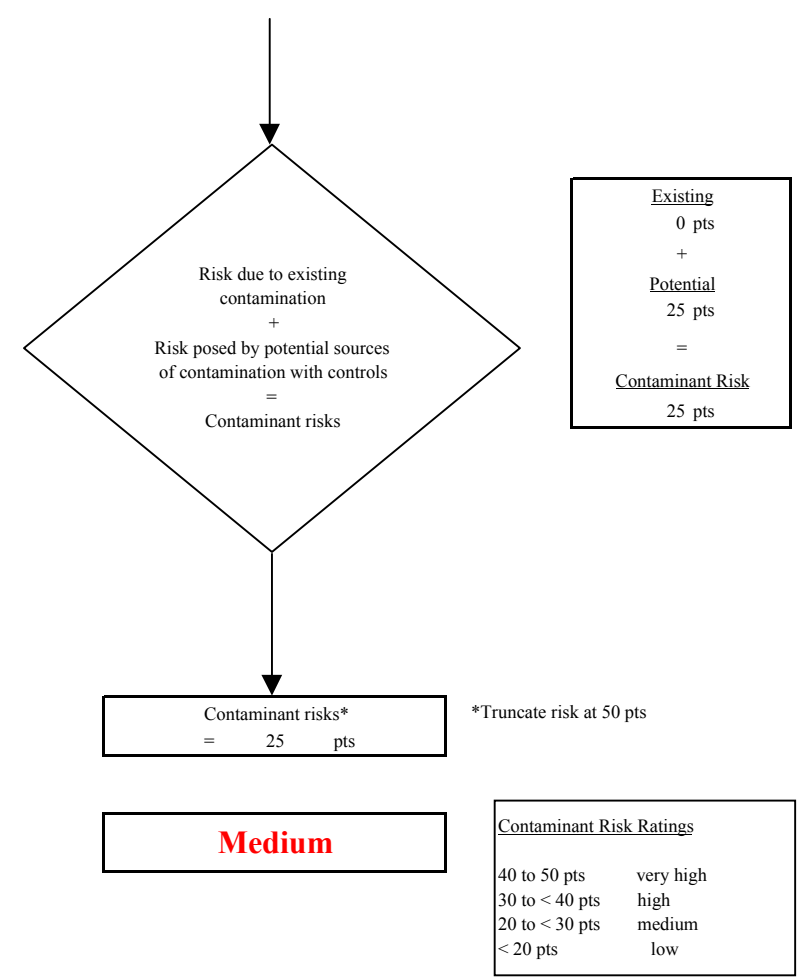 Risk due to existing
contamination
+
Risk posed by potential sources
of contamination with controls
=
Contaminant risks
Existing
0 pts
+
Potential
25 pts
=
Contaminant Risk
25 pts
Contaminant risks*
= 25 pts
*Truncate risk at 50 pts
Medium
Contaminant Risk Ratings
40 to 50 pts very high
30 to < 40 pts high
20 to < 30 pts medium
< 20 pts low